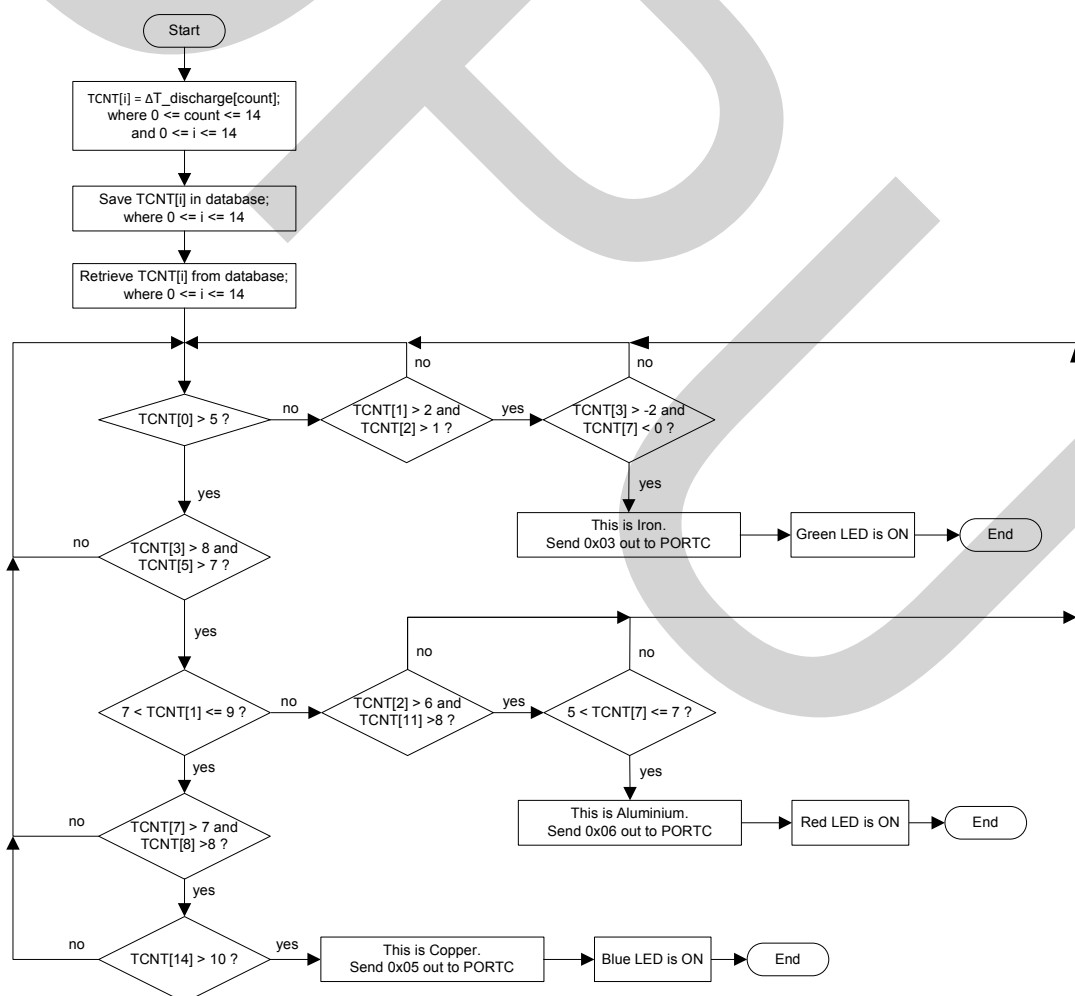 Start
TCNT[i] = ΔT_discharge[count];
where 0 <= count <= 14
and 0 <= i <= 14
Save TCNT[i] in database;
where 0 <= i <= 14
Retrieve TCNT[i] from database;
where 0 <= i <= 14
no
no
TCNT[0] > 5 ?
no
TCNT[1] > 2 and
TCNT[2] > 1 ?
yes
TCNT[3] > -2 and
TCNT[7] < 0 ?
yes
yes
no
TCNT[3] > 8 and
TCNT[5] > 7 ?
This is Iron.
Send 0x03 out to PORTC
Green LED is ON
End
yes
no
no
7 < TCNT[1] <= 9 ?
no
TCNT[2] > 6 and
TCNT[11] >8 ?
yes
5 < TCNT[7] <= 7 ?
yes
yes
no
TCNT[7] > 7 and
TCNT[8] >8 ?
This is Aluminium.
Send 0x06 out to PORTC
Red LED is ON
End
yes
no
TCNT[14] > 10 ?
yes
This is Copper.
Send 0x05 out to PORTC
Blue LED is ON
End